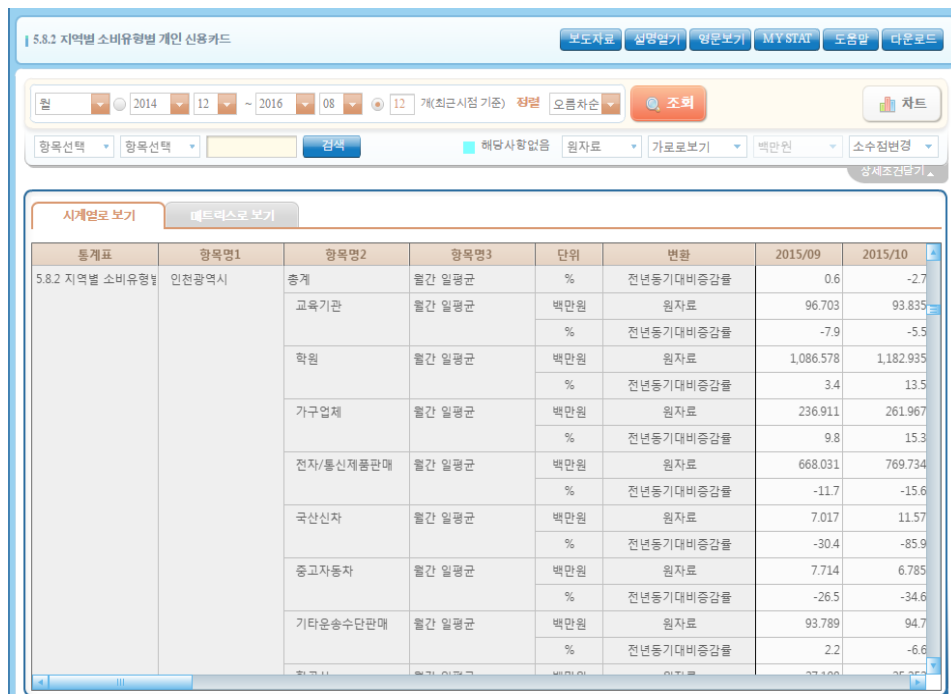 5.8.2 지역별 소비유형별 개인 신용카드 보도자료 설명열기 영문보기 MY STAT 도움말 다운로드
월 2014 12 ~ 2016 08 12 개(최근시점 기준) 정렬 오름차순 조회 차트
항목선택 항목선택 검색 해당사항없음 원자료 가로로보기 백만원 소수점변경
상세조건닫기
시계열로 보기 매트릭스로 보기
통계표 항목명1 항목명2 항목명3 단위 변환 2015/09 2015/10
5.8.2 지역별 소비유형별 인천광역시 총계 월간 일평균 % 전년동기대비증감률 0.6 -2.7
교육기관 월간 일평균 백만원 원자료 96.703 93.835
% 전년동기대비증감률 -7.9 -5.5
학원 월간 일평균 백만원 원자료 1,086.578 1,182.935
% 전년동기대비증감률 3.4 13.5
가구업체 월간 일평균 백만원 원자료 236.911 261.967
% 전년동기대비증감률 9.8 15.3
전자/통신제품판매 월간 일평균 백만원 원자료 668.031 769.734
% 전년동기대비증감률 -11.7 -15.6
국산신차 월간 일평균 백만원 원자료 7.017 11.57
% 전년동기대비증감률 -30.4 -85.9
중고자동차 월간 일평균 백만원 원자료 7.714 6.785
% 전년동기대비증감률 -26.5 -34.6
기타운송수단판매 월간 일평균 백만원 원자료 93.789 94.7
% 전년동기대비증감률 2.2 -6.6